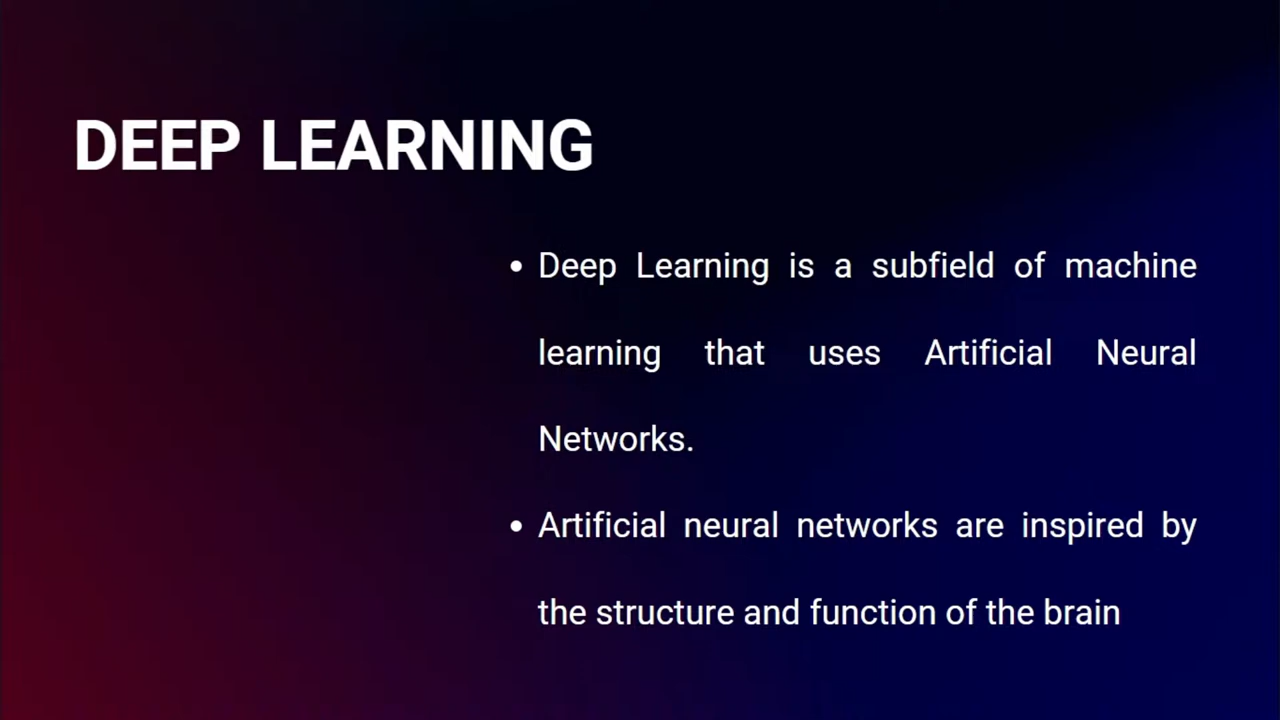 DEEP LEARNING
• Deep Learning is a subfield of machine
learning that uses Artificial Neural
Networks.
• Artificial neural networks are inspired by
the structure and function of the brain